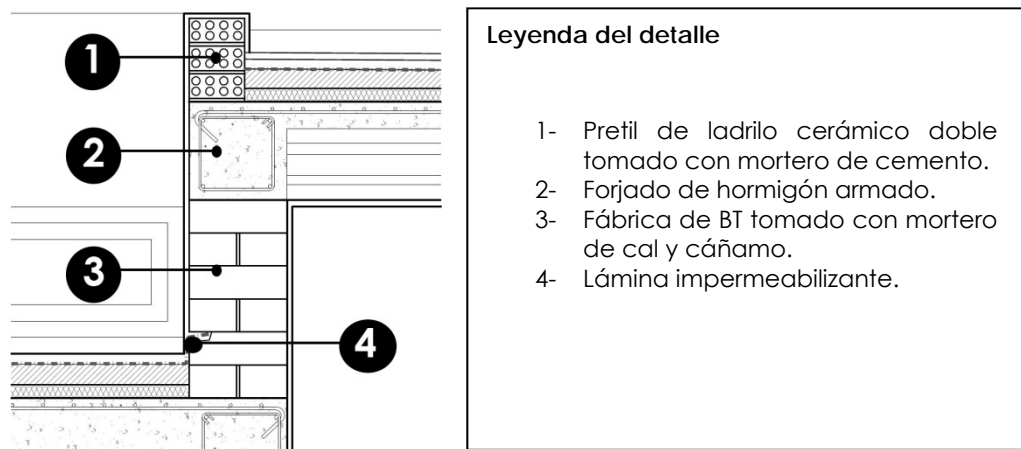 1
2
3
4
Leyenda del detalle
1- Pretil de ladrilo cerámico doble
tomado con mortero de cemento.
2- Forjado de hormigón armado.
3- Fábrica de BT tomado con mortero
de cal y cáñamo.
4- Lámina impermeabilizante.